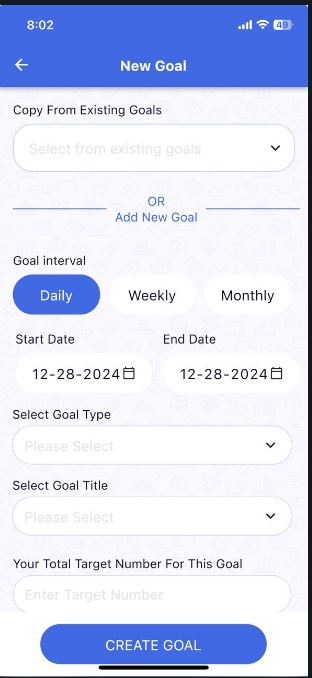 8:02
49
New Goal
Copy From Existing Goals
Select from existing goals
OR
Add New Goal
Goal interval
Daily Weekly Monthly
Start Date End Date
12-28-2024 12-28-2024
Select Goal Type
Please Select
Select Goal Title
Please Select
Your Total Target Number For This Goal
Enter Target Number
CREATE GOAL